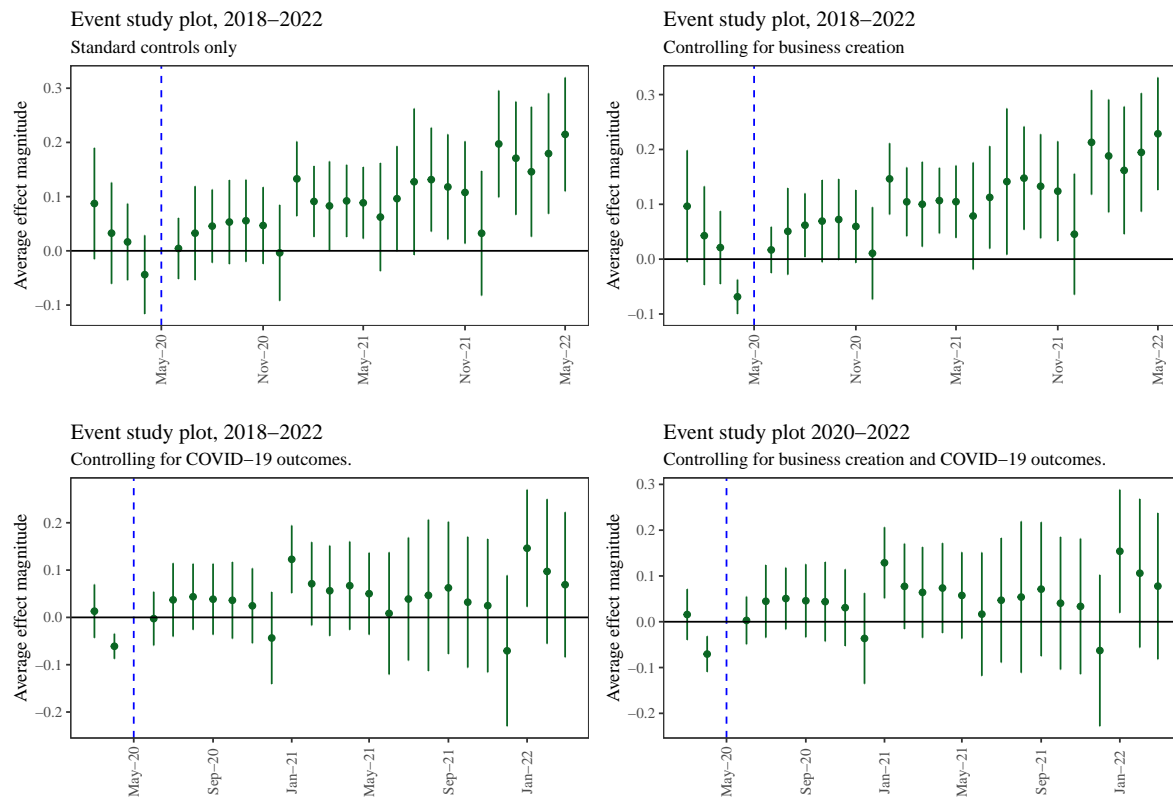 Event study plot, 2018−2022
Standard controls only
Average effect magnitude
0.3
0.2
0.1
0.0
−0.1
May−20
Nov−20
May−21
Nov−21
May−22
Event study plot, 2018−2022
Controlling for business creation
Average effect magnitude
0.3
0.2
0.1
0.0
−0.1
May−20
Nov−20
May−21
Nov−21
May−22
Event study plot, 2018−2022
Controlling for COVID−19 outcomes.
Average effect magnitude
0.2
0.1
0.0
−0.1
−0.2
May−20
Sep−20
Jan−21
May−21
Sep−21
Jan−22
Event study plot 2020−2022
Controlling for business creation and COVID−19 outcomes.
Average effect magnitude
0.3
0.2
0.1
0.0
−0.1
−0.2
May−20
Sep−20
Jan−21
May−21
Sep−21
Jan−22